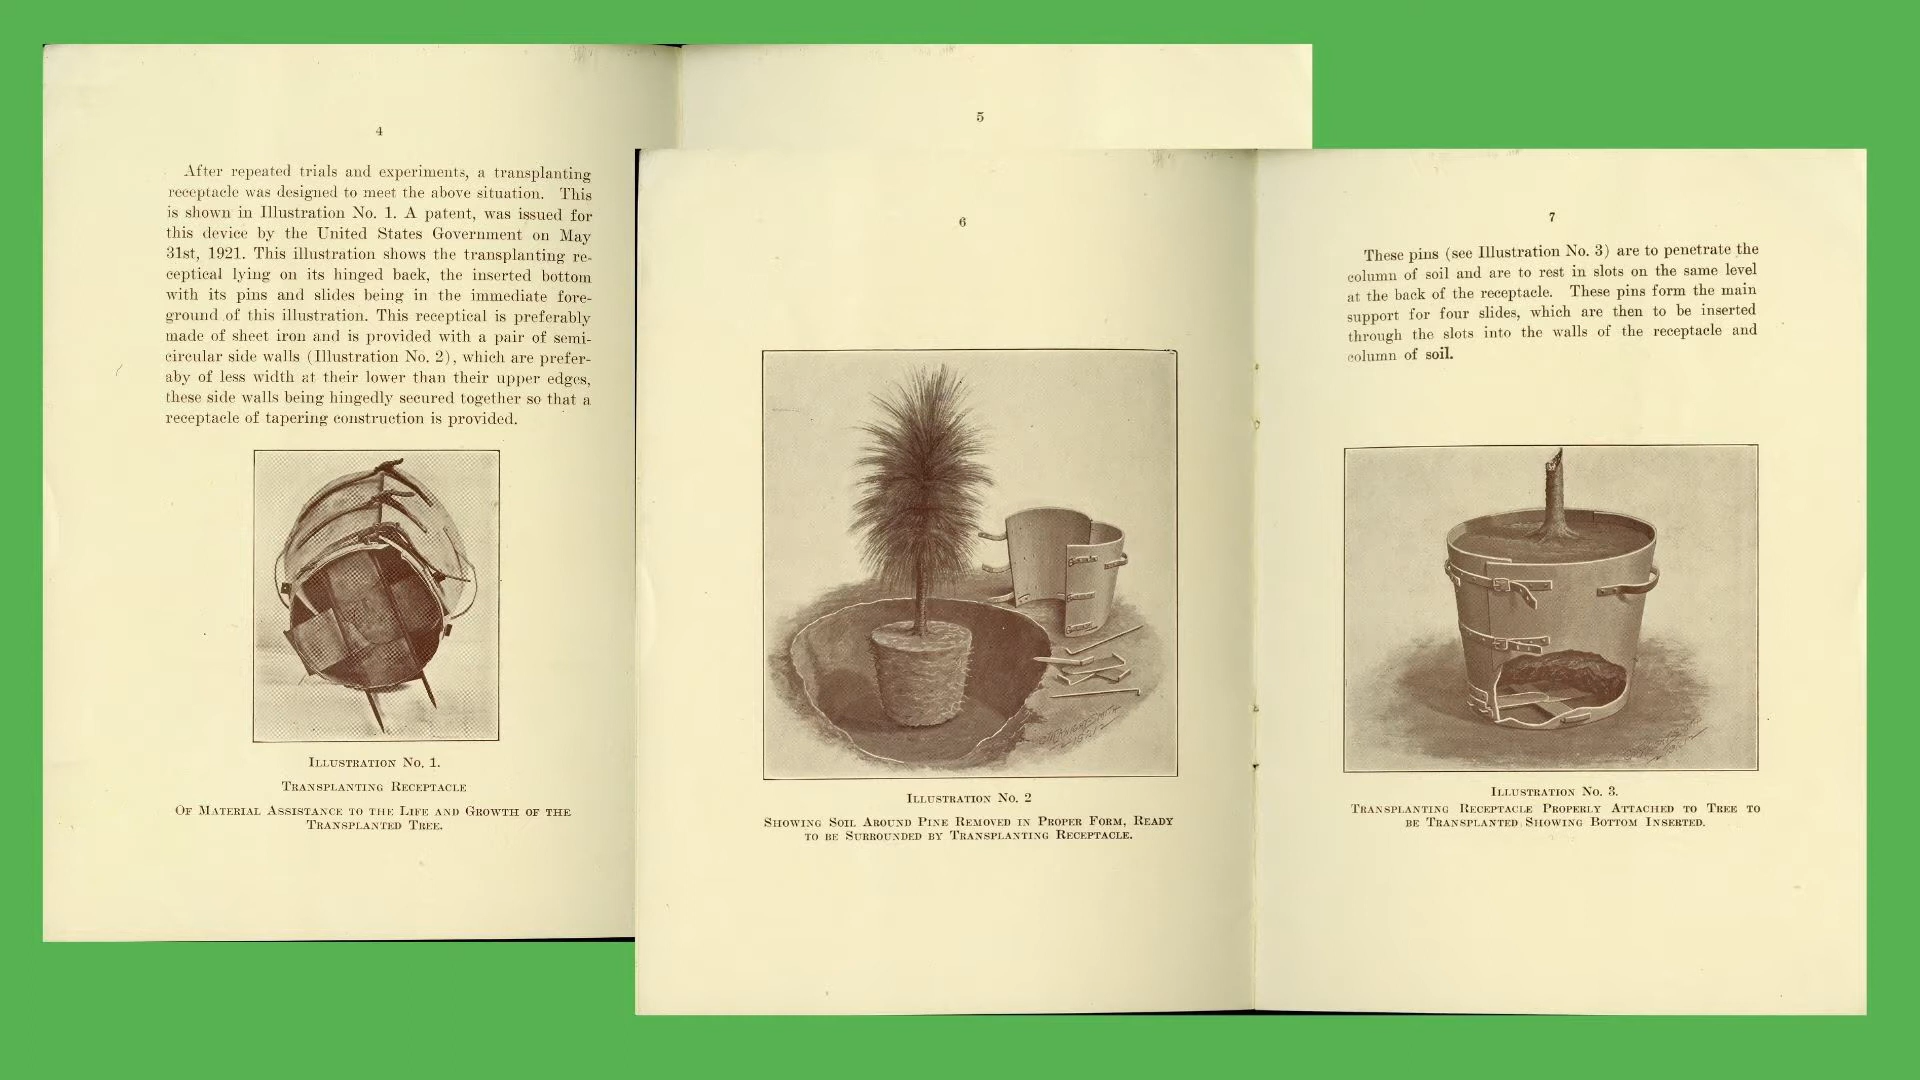 4
After repeated trials and experiments, a transplanting
receptacle was designed to meet the above situation. This
is shown in Illustration No. 1. A patent, was issued for
this device by the United States Government on May
31st, 1921. This illustration shows the transplanting re-
ceptical lying on its hinged back, the inserted bottom
with its pins and slides being in the immediate fore-
ground of this illustration. This receptical is preferably
made of sheet iron and is provided with a pair of semi-
circular side walls (Illustration No. 2), which are prefer-
aby of less width at their lower than their upper edges,
these side walls being hingedly secured together so that a
receptacle of tapering construction is provided.
Illustration No. 1.
Transplanting Receptacle
Of Material Assistance to the Life and Growth of the
Transplanted Tree.
5
6
Illustration No. 2
Showing Soil Around Pine Removed in Proper Form, Ready
to be Surrounded by Transplanting Receptacle.
7
These pins (see Illustration No. 3) are to penetrate the
column of soil and are to rest in slots on the same level
at the back of the receptacle. These pins form the main
support for four slides, which are then to be inserted
through the slots into the walls of the receptacle and
column of soil.
Illustration No. 3.
Transplanting Receptacle Properly Attached to Tree to
be Transplanted Showing Bottom Inserted.